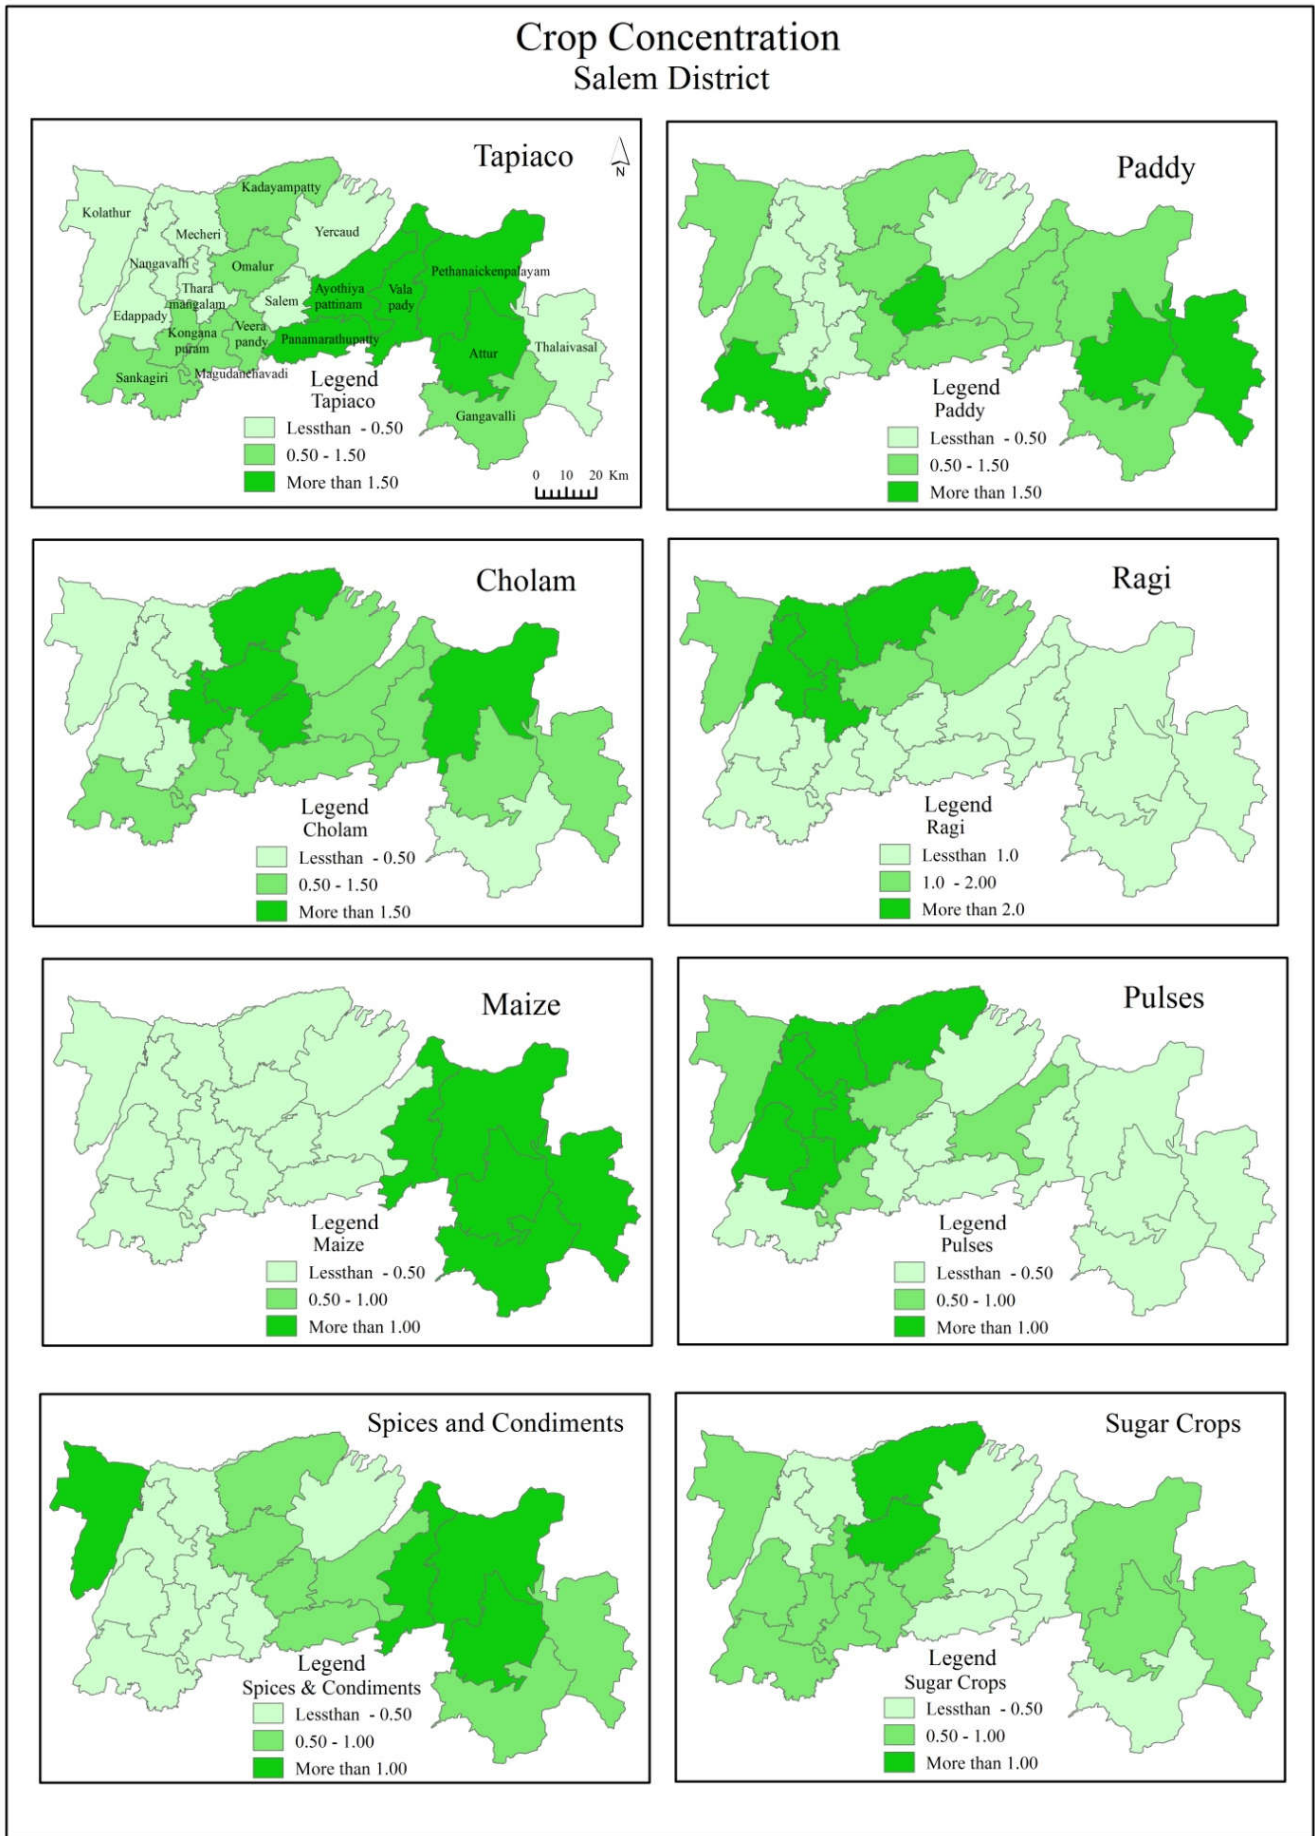 Crop Concentration
Salem District
Tapiaco
N
Kadayampatty
Kolathur
Mecheri
Yercaud
Nangavalli
Omalur
Pethanaickenpalayam
Thara
mangalam
Salem
Ayothiya
pattinam
Vala
pady
Edappady
Kongana
puram
Veera
pandy
Panamarathupatty
Attur
Thalaivasal
Sankagiri
Magudanchavadi
Gangavalli
Legend
Tapiaco
Lessthan - 0.50
0.50 - 1.50
More than 1.50
0 10 20 Km
Paddy
Legend
Paddy
Lessthan - 0.50
0.50 - 1.50
More than 1.50
Cholam
Legend
Cholam
Lessthan - 0.50
0.50 - 1.50
More than 1.50
Ragi
Legend
Ragi
Lessthan 1.0
1.0 - 2.00
More than 2.0
Maize
Legend
Maize
Lessthan - 0.50
0.50 - 1.00
More than 1.00
Pulses
Legend
Pulses
Lessthan - 0.50
0.50 - 1.00
More than 1.00
Spices and Condiments
Legend
Spices & Condiments
Lessthan - 0.50
0.50 - 1.00
More than 1.00
Sugar Crops
Legend
Sugar Crops
Lessthan - 0.50
0.50 - 1.00
More than 1.00